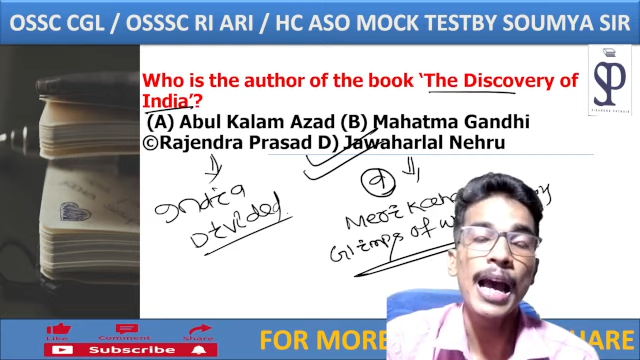 OSSC CGL / OSSSC RI ARI / HC ASO MOCK TESTBY SOUMYA SIR
Who is the author of the book ‘The Discovery of
India’?
(A) Abul Kalam Azad (B) Mahatma Gandhi
©Rajendra Prasad D) Jawaharlal Nehru
India
Divided
Meri
Glimps of
Like
Comment
Share
Subscribe
FOR MORE
SHARE